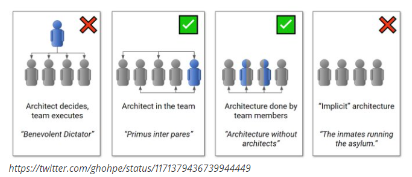 Architect decides,
team executes
"Benevolent Dictator"
Architect in the team
"Primus inter pares"
Architecture done by
team members
"Architecture without
architects"
"Implicit" architecture
"The inmates running
the asylum."
https://twitter.com/ghohpe/status/1171379436739944449